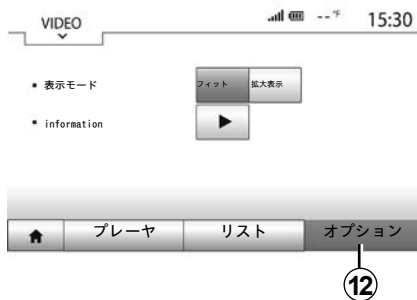 VIDEO
--°F 15:30
▪ 表示モード
フィット 拡大表示
▪ information
プレーヤ リスト オプション
12